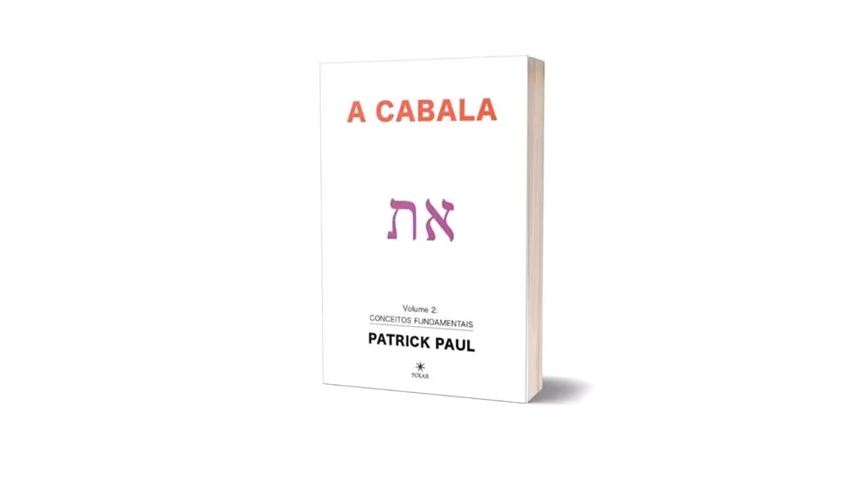 A CABALA
את
Volume 2:
CONCEITOS FUNDAMENTAIS
PATRICK PAUL
POLAR